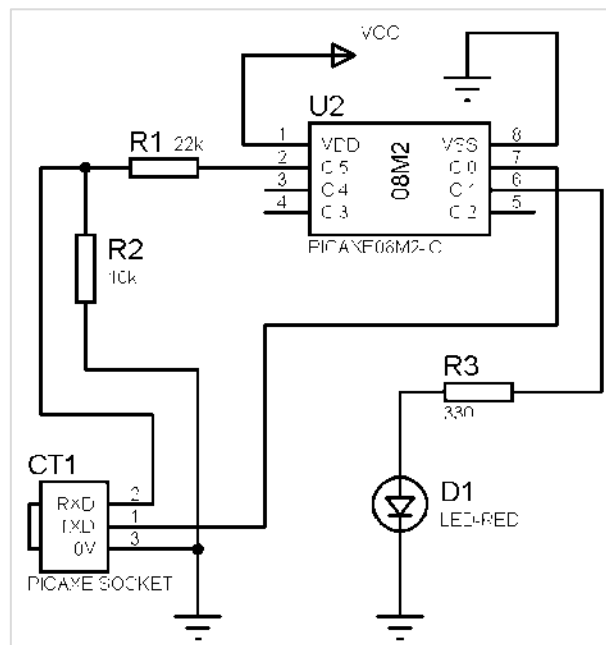 VCC
U2
R1 22k
1 VDD VSS 8
2 C.5 C.0 7
3 C.4 C.1 6
4 C.3 C.2 5
08M2
PICAXE08M2-C
R2
10k
R3
330
CT1
RXD 2
TXD 1
0V 3
PICAXE SOCKET
D1
LED-RED